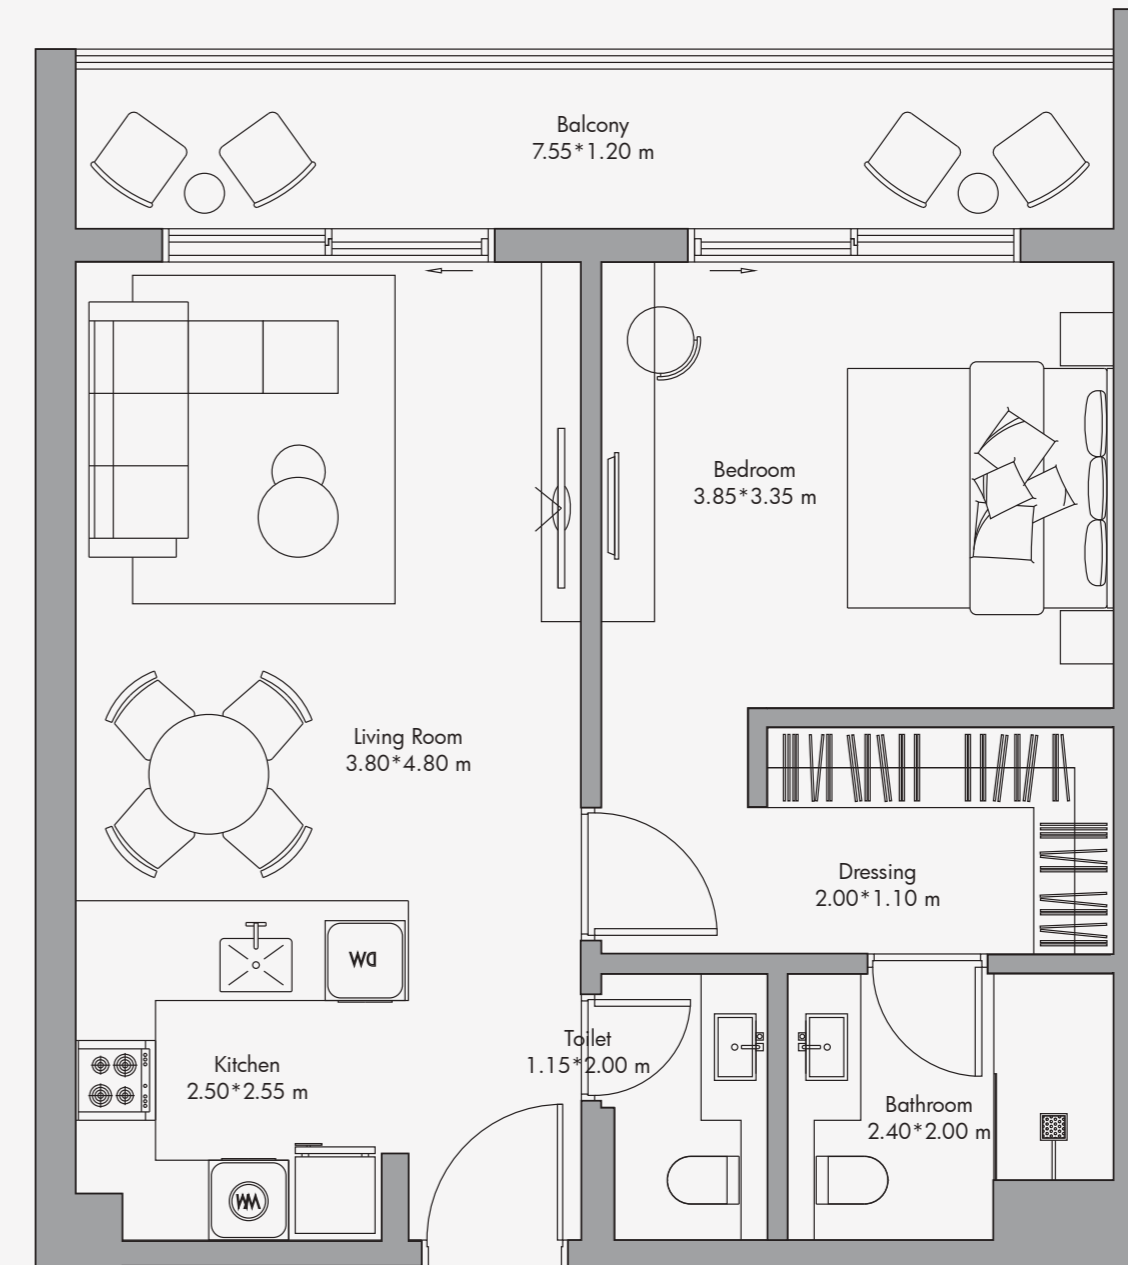 Balcony
7.55*1.20 m
Bedroom
3.85*3.35 m
Living Room
3.80*4.80 m
Dressing
2.00*1.10 m
DW
Toilet
1.15*2.00 m
Kitchen
2.50*2.55 m
Bathroom
2.40*2.00 m
WM